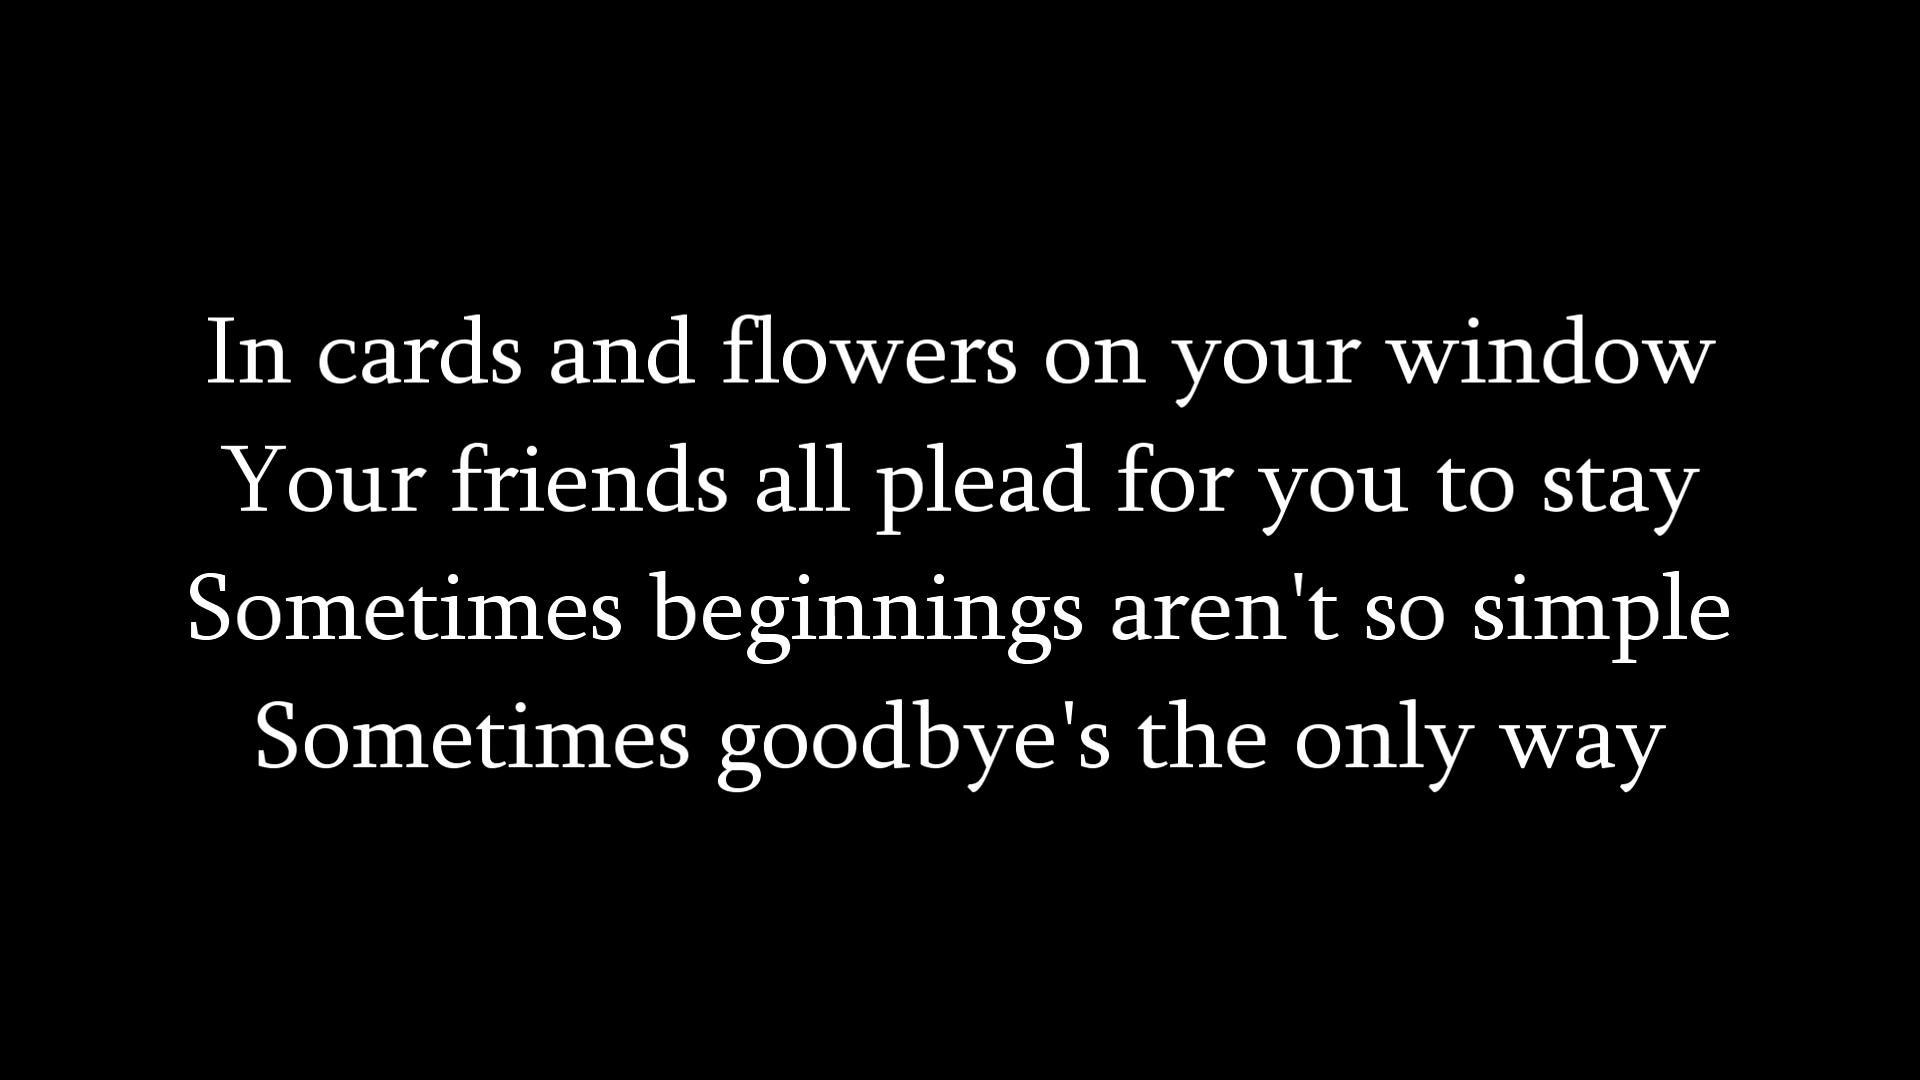 In cards and flowers on your window
Your friends all plead for you to stay
Sometimes beginnings aren't so simple
Sometimes goodbye's the only way